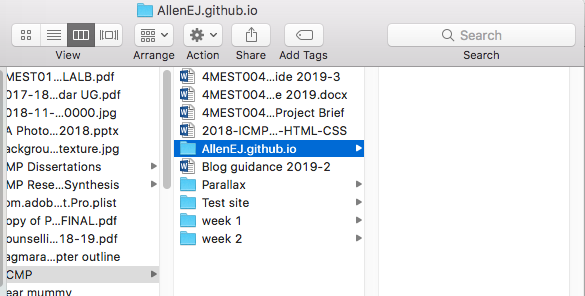 AllenEJ.github.io
View
Arrange
Action
Share
Add Tags
Search
Search
4MEST01...LALB.pdf
017-18...dar UG.pdf
018-11-...0000.jpg
A Photo...2018.pptx
ackgrou...texture.jpg
MP Dissertations
MP Rese...Synthesis
om.adob...t.Pro.plist
opy of P...FINAL.pdf
ounselli...18-19.pdf
agmara...pter outline
CMP
ear mummy
4MEST004...ide 2019-3
4MEST004...e 2019.docx
4MEST004...Project Brief
2018-ICMP...-HTML-CSS
AllenEJ.github.io
Blog guidance 2019-2
Parallax
Test site
week 1
week 2